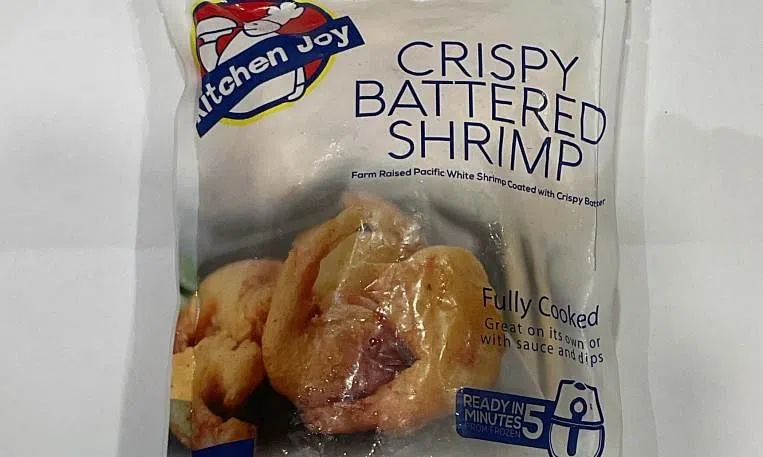 Kitchen Joy
CRISPY
BATTERED
SHRIMP
Farm Raised Pacific White Shrimp Coated with Crispy Batter
Fully Cooked
Great on its own or
with sauce and dips
READY IN
MINUTES
FROM FROZEN
5